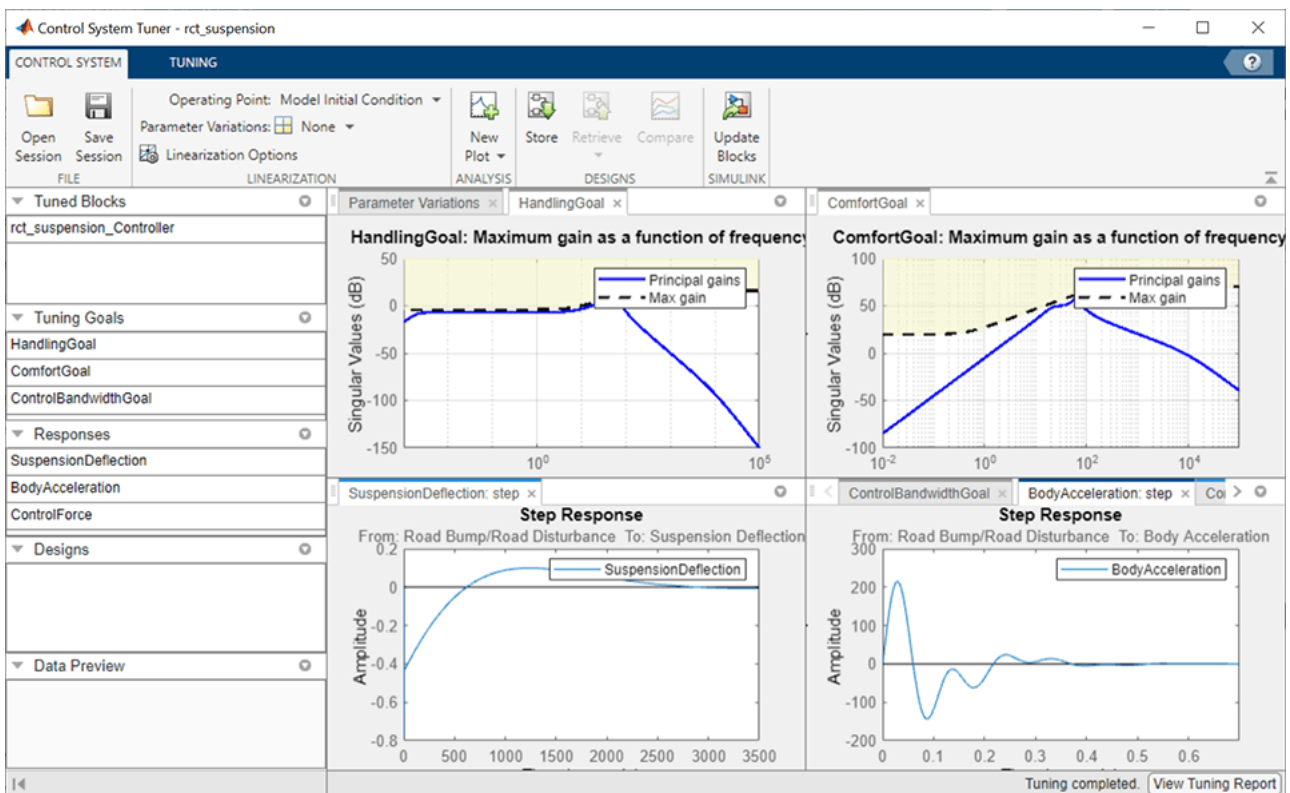 Control System Tuner - rct_suspension
CONTROL SYSTEM
TUNING
?
Open Session
Save Session
FILE
Operating Point: Model Initial Condition
Parameter Variations: None
Linearization Options
LINEARIZATION
New Plot
ANALYSIS
Store
Retrieve
Compare
DESIGNS
Update Blocks
SIMULINK
Tuned Blocks
rct_suspension_Controller
Tuning Goals
HandlingGoal
ComfortGoal
ControlBandwidthGoal
Responses
SuspensionDeflection
BodyAcceleration
ControlForce
Designs
Data Preview
Parameter Variations ×
HandlingGoal ×
HandlingGoal: Maximum gain as a function of frequency
Singular Values (dB)
50
0
-50
-100
-150
10^0
10^5
Principal gains
Max gain
ComfortGoal ×
ComfortGoal: Maximum gain as a function of frequency
Singular Values (dB)
100
50
0
-50
-100
10^-2
10^0
10^2
10^4
Principal gains
Max gain
SuspensionDeflection: step ×
Step Response
From: Road Bump/Road Disturbance To: Suspension Deflection
Amplitude
0.2
0
-0.2
-0.4
-0.6
-0.8
0 500 1000 1500 2000 2500 3000 3500
SuspensionDeflection
ControlBandwidthGoal ×
BodyAcceleration: step ×
Step Response
From: Road Bump/Road Disturbance To: Body Acceleration
Amplitude
300
200
100
0
-100
-200
0 0.1 0.2 0.3 0.4 0.5 0.6
BodyAcceleration
Tuning completed.
View Tuning Report